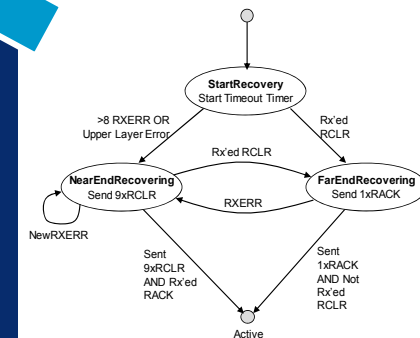 StartRecovery
Start Timeout Timer
>8 RXERR OR
Upper Layer Error
Rx'ed
RCLR
Rx'ed RCLR
NearEndRecovering
Send 9xRCLR
FarEndRecovering
Send 1xRACK
RXERR
NewRXERR
Sent
9xRCLR
AND Rx'ed
RACK
Sent
1xRACK
AND Not
Rx'ed
RCLR
Active